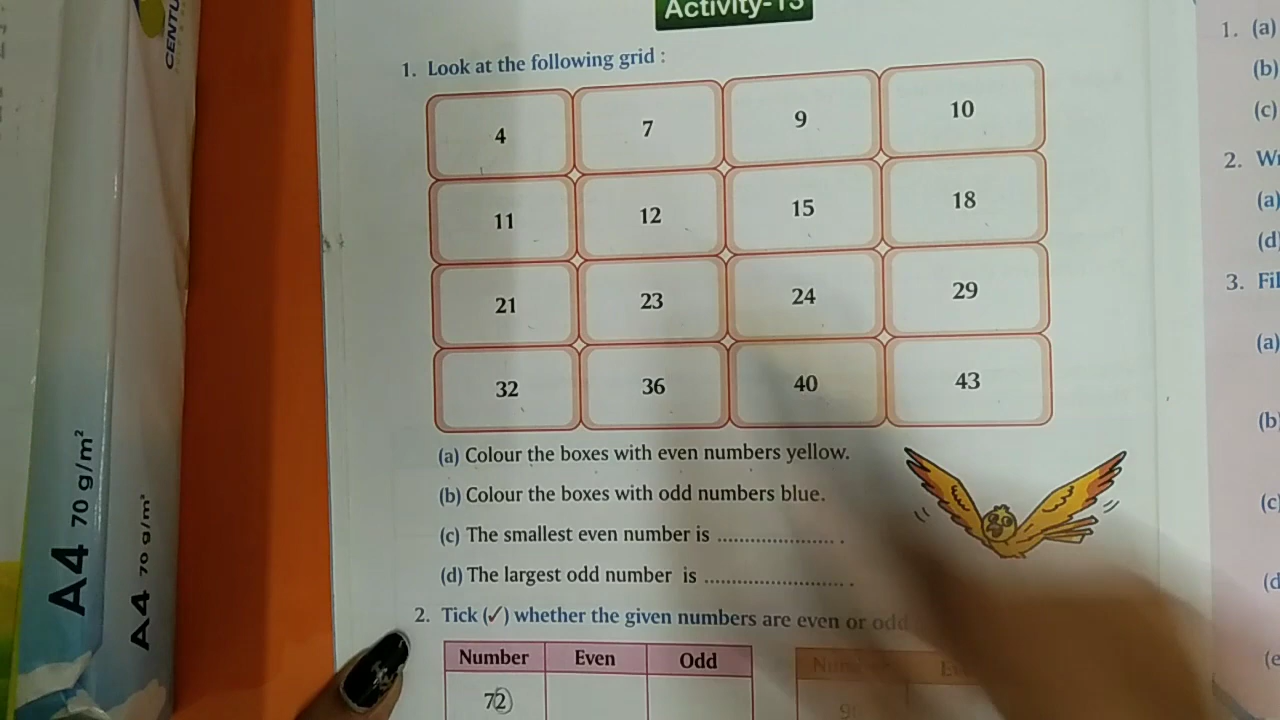 Activity-13
1. Look at the following grid :
4 7 9 10
11 12 15 18
21 23 24 29
32 36 40 43
(a) Colour the boxes with even numbers yellow.
(b) Colour the boxes with odd numbers blue.
(c) The smallest even number is .................... .
(d) The largest odd number is ........................ .
2. Tick (✓) whether the given numbers are even or odd
Number Even Odd
72
A4 70 g/m²
A4 70 g/m²
1. (a)
(b)
(c)
2.
(a)
(d)
3.
(a)
(b)
(c)
(d
(e